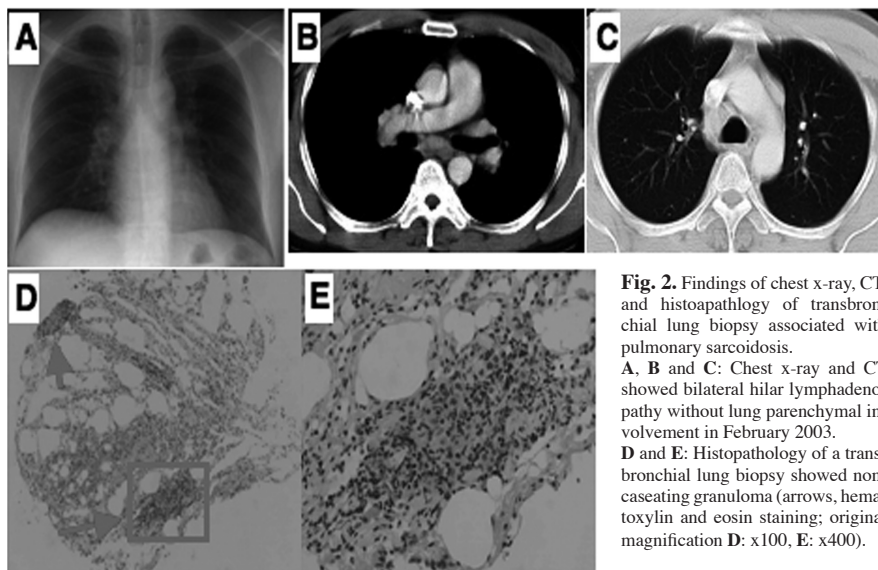 A
B
C
D
E
Fig. 2. Findings of chest x-ray, CT
and histoapathlogy of transbron
chial lung biopsy associated wit
pulmonary sarcoidosis.
A, B and C: Chest x-ray and CT
showed bilateral hilar lymphadeno
pathy without lung parenchymal in
volvement in February 2003.
D and E: Histopathology of a trans
bronchial lung biopsy showed non
caseating granuloma (arrows, hema
toxylin and eosin staining; origina
magnification D: x100, E: x400).